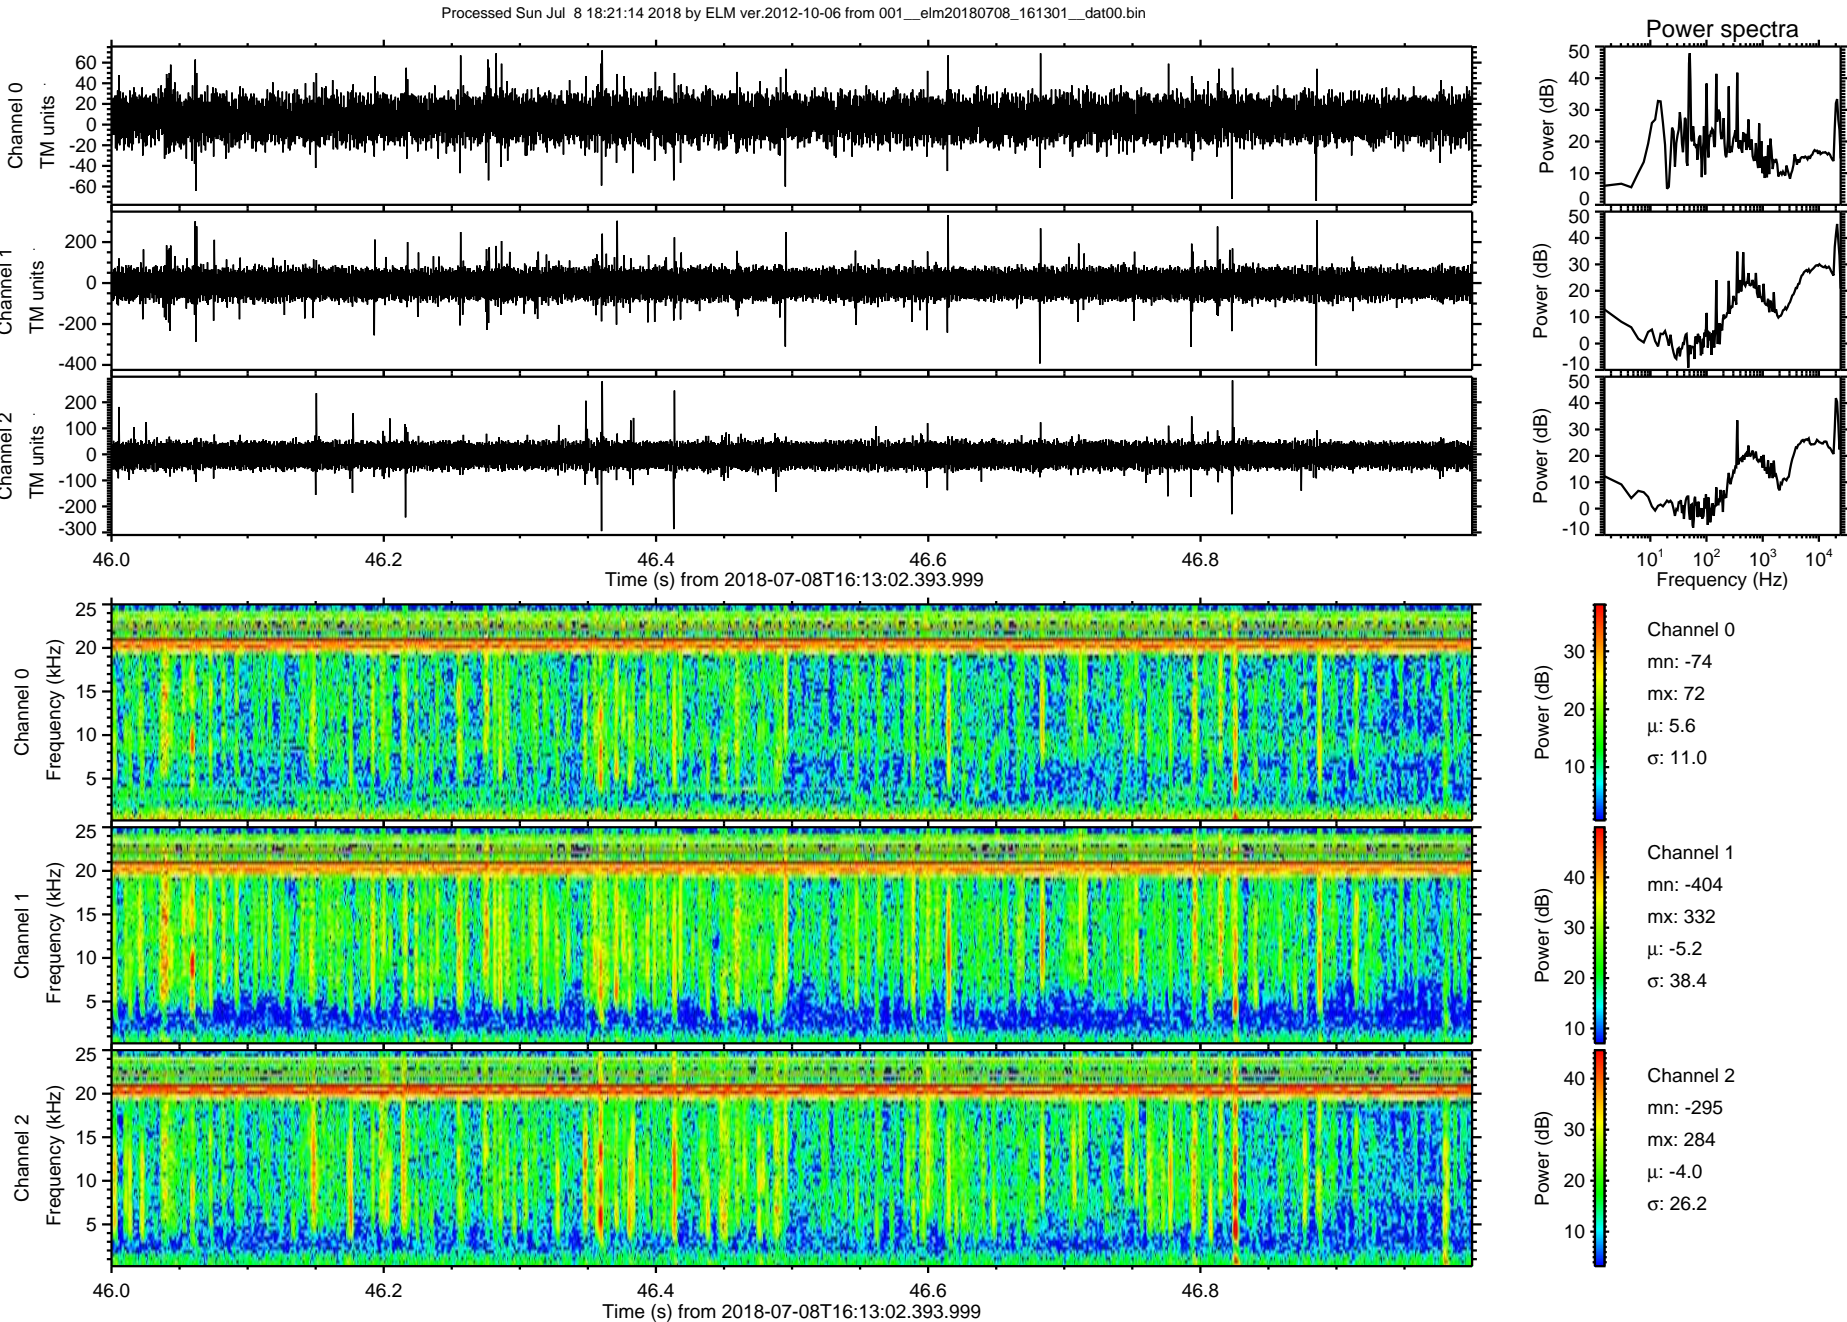 Processed Sun Jul 8 18:21:14 2018 by ELM ver.2012-10-06 from 001__elm20180708_161301__dat00.bin
Power spectra
Channel 0
TM units
60
40
20
0
-20
-40
-60
Power (dB)
50
40
30
20
10
0
Channel 1
TM units
200
0
-200
-400
Power (dB)
50
40
30
20
10
0
-10
Channel 2
TM units
200
100
0
-100
-200
-300
Power (dB)
50
40
30
20
10
0
-10
46.0 46.2 46.4 46.6 46.8
Time (s) from 2018-07-08T16:13:02.393.999
10^1 10^2 10^3 10^4
Frequency (Hz)
Channel 0
Frequency (kHz)
25
20
15
10
5
Power (dB)
30
20
10
Channel 0
mn: -74
mx: 72
μ: 5.6
σ: 11.0
Channel 1
Frequency (kHz)
25
20
15
10
5
Power (dB)
40
30
20
10
Channel 1
mn: -404
mx: 332
μ: -5.2
σ: 38.4
Channel 2
Frequency (kHz)
25
20
15
10
5
Power (dB)
40
30
20
10
Channel 2
mn: -295
mx: 284
μ: -4.0
σ: 26.2
46.0 46.2 46.4 46.6 46.8
Time (s) from 2018-07-08T16:13:02.393.999